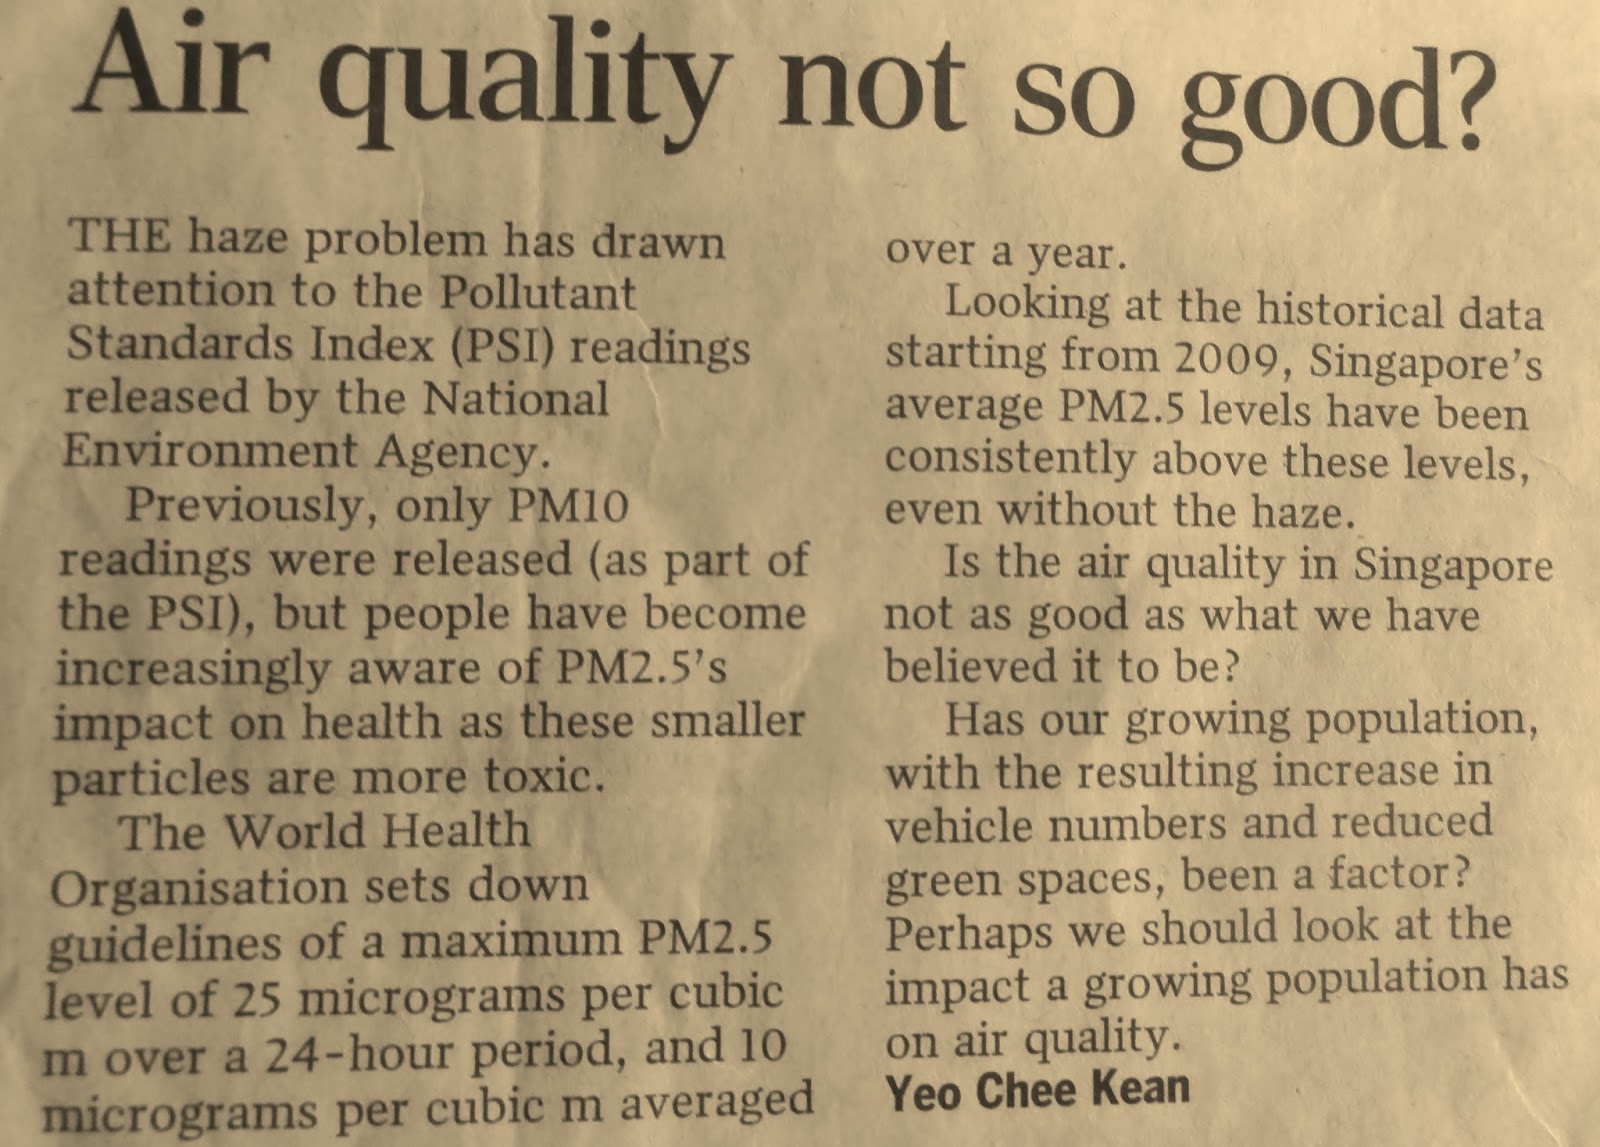 Air quality not so good?
THE haze problem has drawn
attention to the Pollutant
Standards Index (PSI) readings
released by the National
Environment Agency.
Previously, only PM10
readings were released (as part of
the PSI), but people have become
increasingly aware of PM2.5's
impact on health as these smaller
particles are more toxic.
The World Health
Organisation sets down
guidelines of a maximum PM2.5
level of 25 micrograms per cubic
m over a 24-hour period, and 10
micrograms per cubic m averaged
over a year.
Looking at the historical data
starting from 2009, Singapore's
average PM2.5 levels have been
consistently above these levels,
even without the haze.
Is the air quality in Singapore
not as good as what we have
believed it to be?
Has our growing population,
with the resulting increase in
vehicle numbers and reduced
green spaces, been a factor?
Perhaps we should look at the
impact a growing population has
on air quality.
Yeo Chee Kean